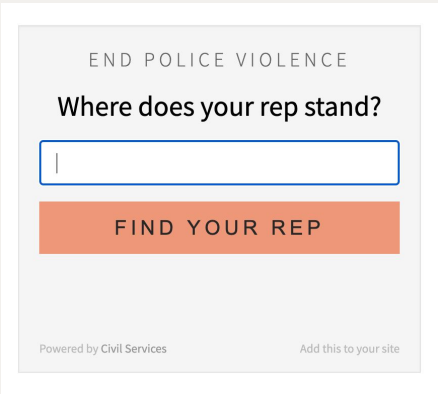 END POLICE VIOLENCE
Where does your rep stand?
FIND YOUR REP
Powered by Civil Services
Add this to your site